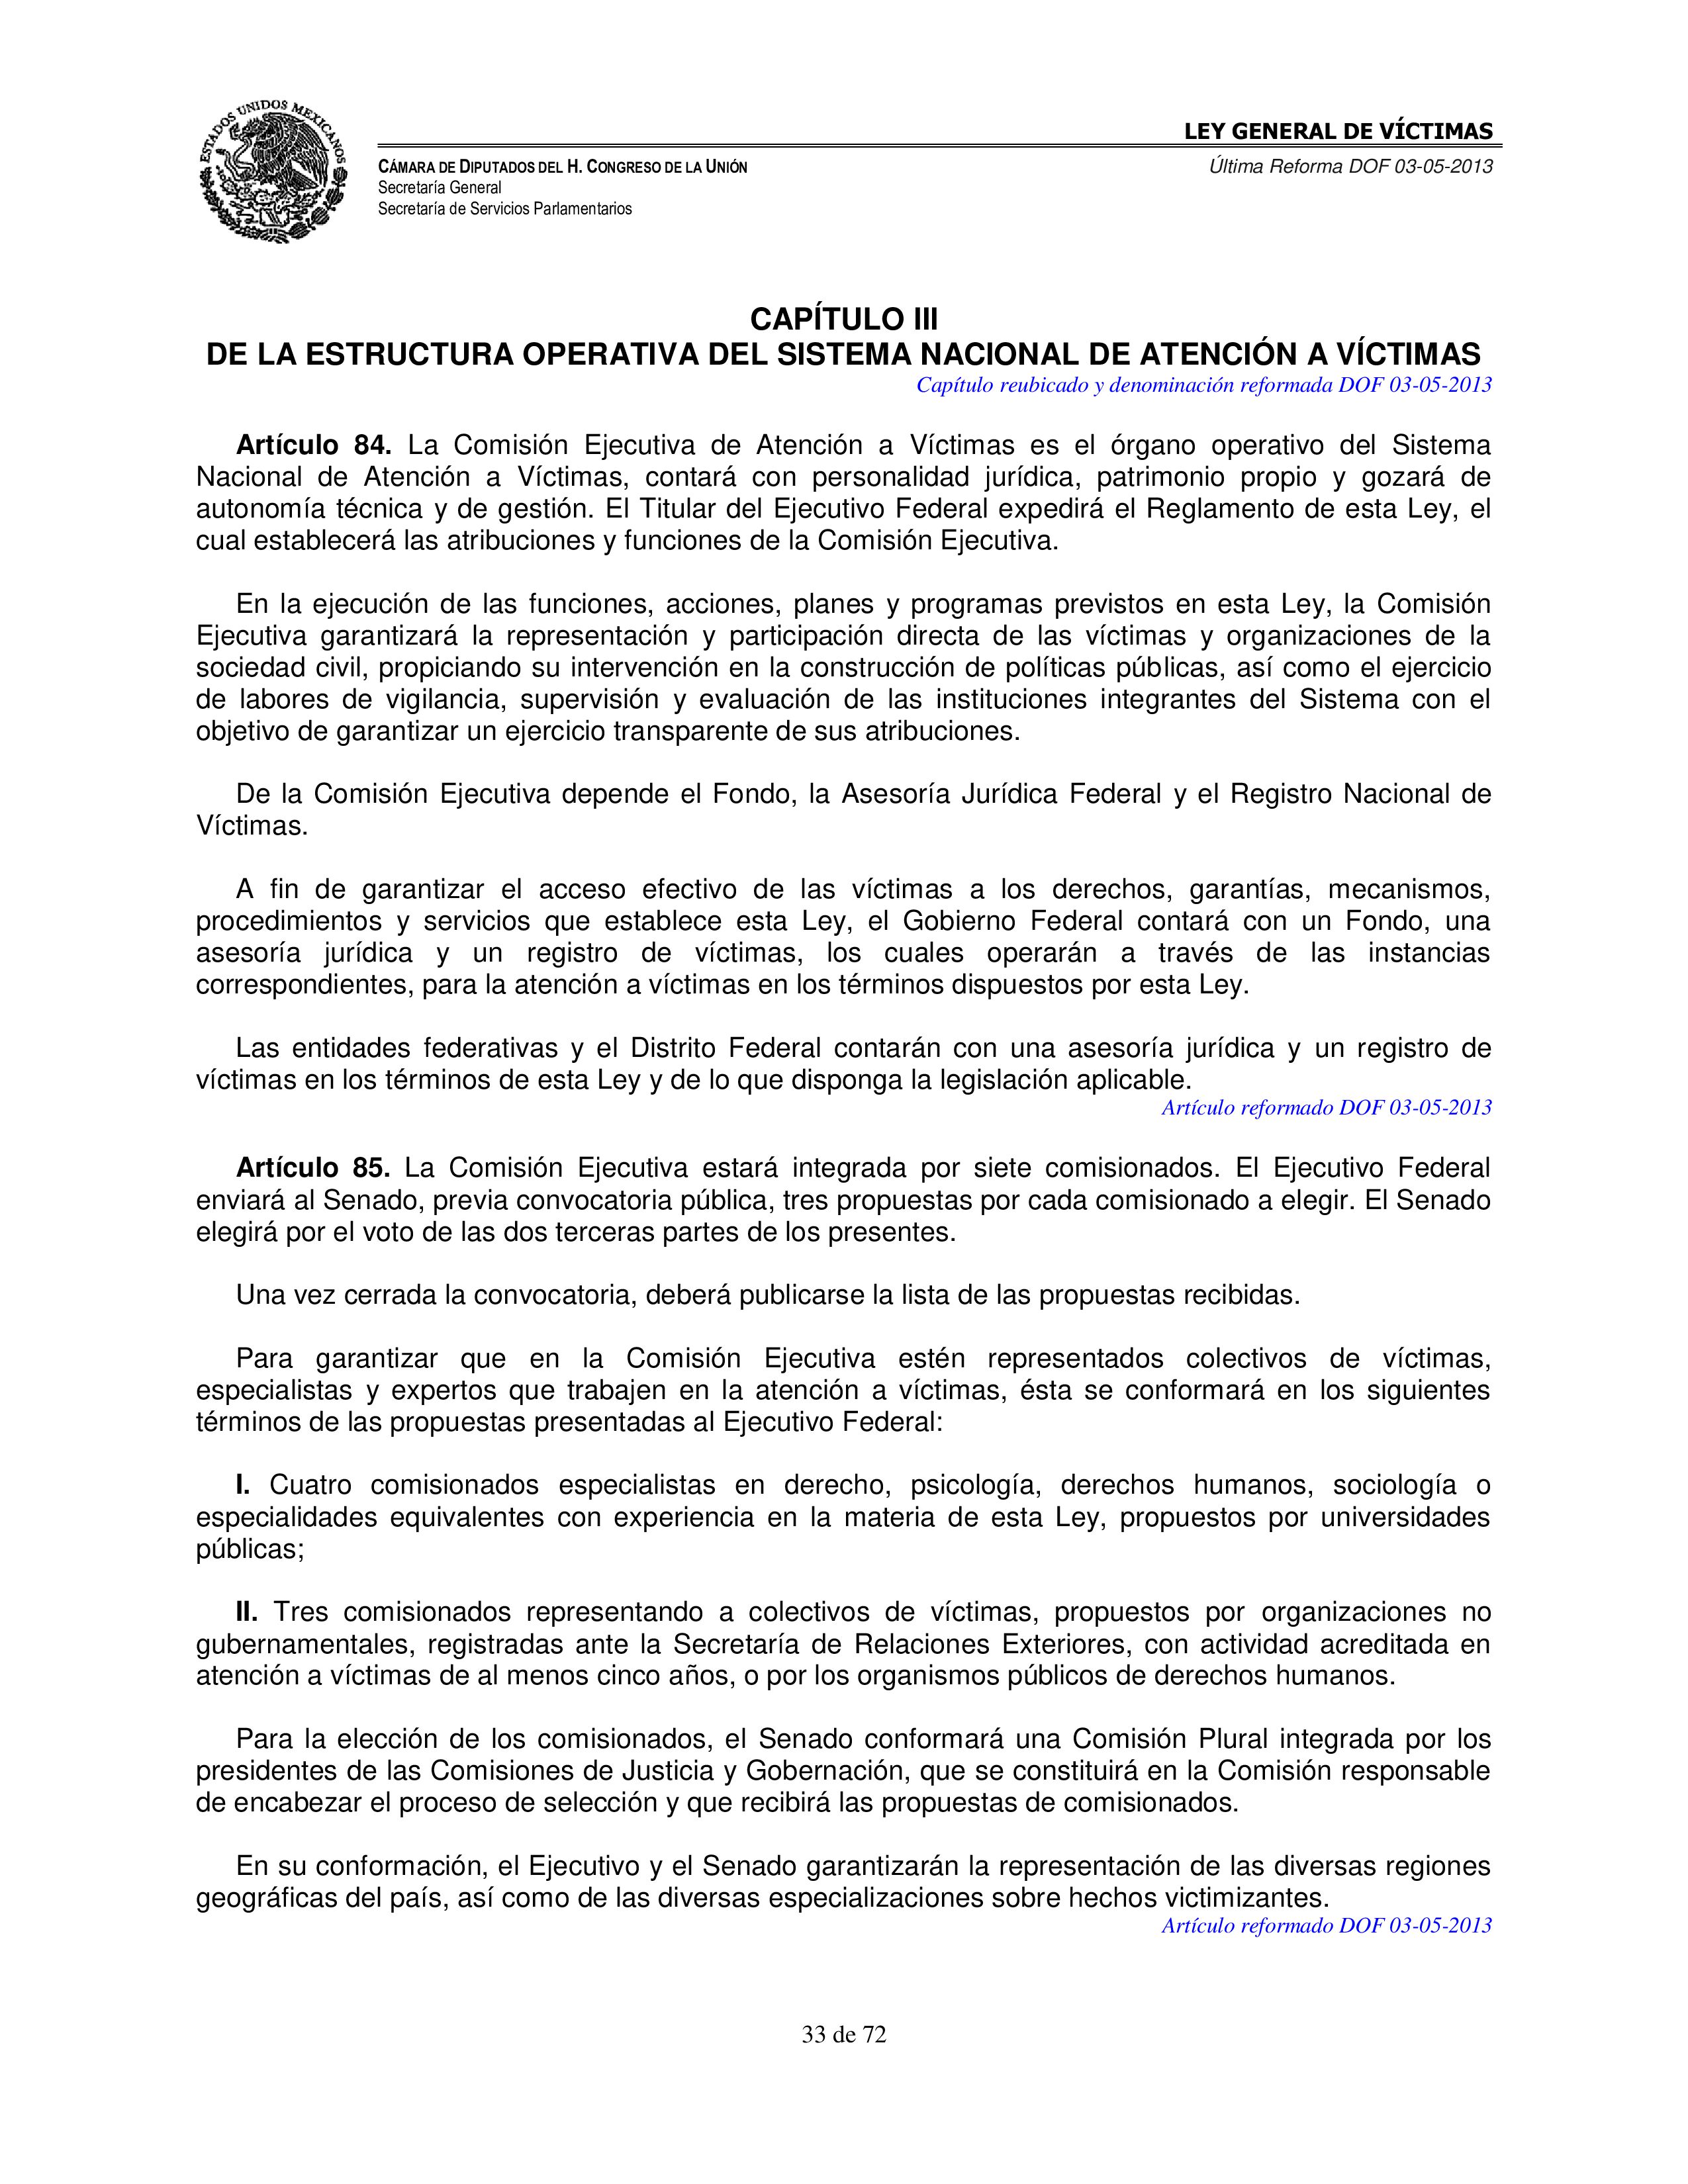 ESTADOS UNIDOS MEXICANOS
LEY GENERAL DE VÍCTIMAS
CÁMARA DE DIPUTADOS DEL H. CONGRESO DE LA UNIÓN
Última Reforma DOF 03-05-2013
Secretaría General
Secretaría de Servicios Parlamentarios
CAPÍTULO III
DE LA ESTRUCTURA OPERATIVA DEL SISTEMA NACIONAL DE ATENCIÓN A VÍCTIMAS
Capítulo reubicado y denominación reformada DOF 03-05-2013
Artículo 84. La Comisión Ejecutiva de Atención a Víctimas es el órgano operativo del Sistema
Nacional de Atención a Víctimas, contará con personalidad jurídica, patrimonio propio y gozará de
autonomía técnica y de gestión. El Titular del Ejecutivo Federal expedirá el Reglamento de esta Ley, el
cual establecerá las atribuciones y funciones de la Comisión Ejecutiva.
En la ejecución de las funciones, acciones, planes y programas previstos en esta Ley, la Comisión
Ejecutiva garantizará la representación y participación directa de las víctimas y organizaciones de la
sociedad civil, propiciando su intervención en la construcción de políticas públicas, así como el ejercicio
de labores de vigilancia, supervisión y evaluación de las instituciones integrantes del Sistema con el
objetivo de garantizar un ejercicio transparente de sus atribuciones.
De la Comisión Ejecutiva depende el Fondo, la Asesoría Jurídica Federal y el Registro Nacional de
Víctimas.
A fin de garantizar el acceso efectivo de las víctimas a los derechos, garantías, mecanismos,
procedimientos y servicios que establece esta Ley, el Gobierno Federal contará con un Fondo, una
asesoría jurídica y un registro de víctimas, los cuales operarán a través de las instancias
correspondientes, para la atención a víctimas en los términos dispuestos por esta Ley.
Las entidades federativas y el Distrito Federal contarán con una asesoría jurídica y un registro de
víctimas en los términos de esta Ley y de lo que disponga la legislación aplicable.
Artículo reformado DOF 03-05-2013
Artículo 85. La Comisión Ejecutiva estará integrada por siete comisionados. El Ejecutivo Federal
enviará al Senado, previa convocatoria pública, tres propuestas por cada comisionado a elegir. El Senado
elegirá por el voto de las dos terceras partes de los presentes.
Una vez cerrada la convocatoria, deberá publicarse la lista de las propuestas recibidas.
Para garantizar que en la Comisión Ejecutiva estén representados colectivos de víctimas,
especialistas y expertos que trabajen en la atención a víctimas, ésta se conformará en los siguientes
términos de las propuestas presentadas al Ejecutivo Federal:
I. Cuatro comisionados especialistas en derecho, psicología, derechos humanos, sociología o
especialidades equivalentes con experiencia en la materia de esta Ley, propuestos por universidades
públicas;
II. Tres comisionados representando a colectivos de víctimas, propuestos por organizaciones no
gubernamentales, registradas ante la Secretaría de Relaciones Exteriores, con actividad acreditada en
atención a víctimas de al menos cinco años, o por los organismos públicos de derechos humanos.
Para la elección de los comisionados, el Senado conformará una Comisión Plural integrada por los
presidentes de las Comisiones de Justicia y Gobernación, que se constituirá en la Comisión responsable
de encabezar el proceso de selección y que recibirá las propuestas de comisionados.
En su conformación, el Ejecutivo y el Senado garantizarán la representación de las diversas regiones
geográficas del país, así como de las diversas especializaciones sobre hechos victimizantes.
Artículo reformado DOF 03-05-2013
33 de 72